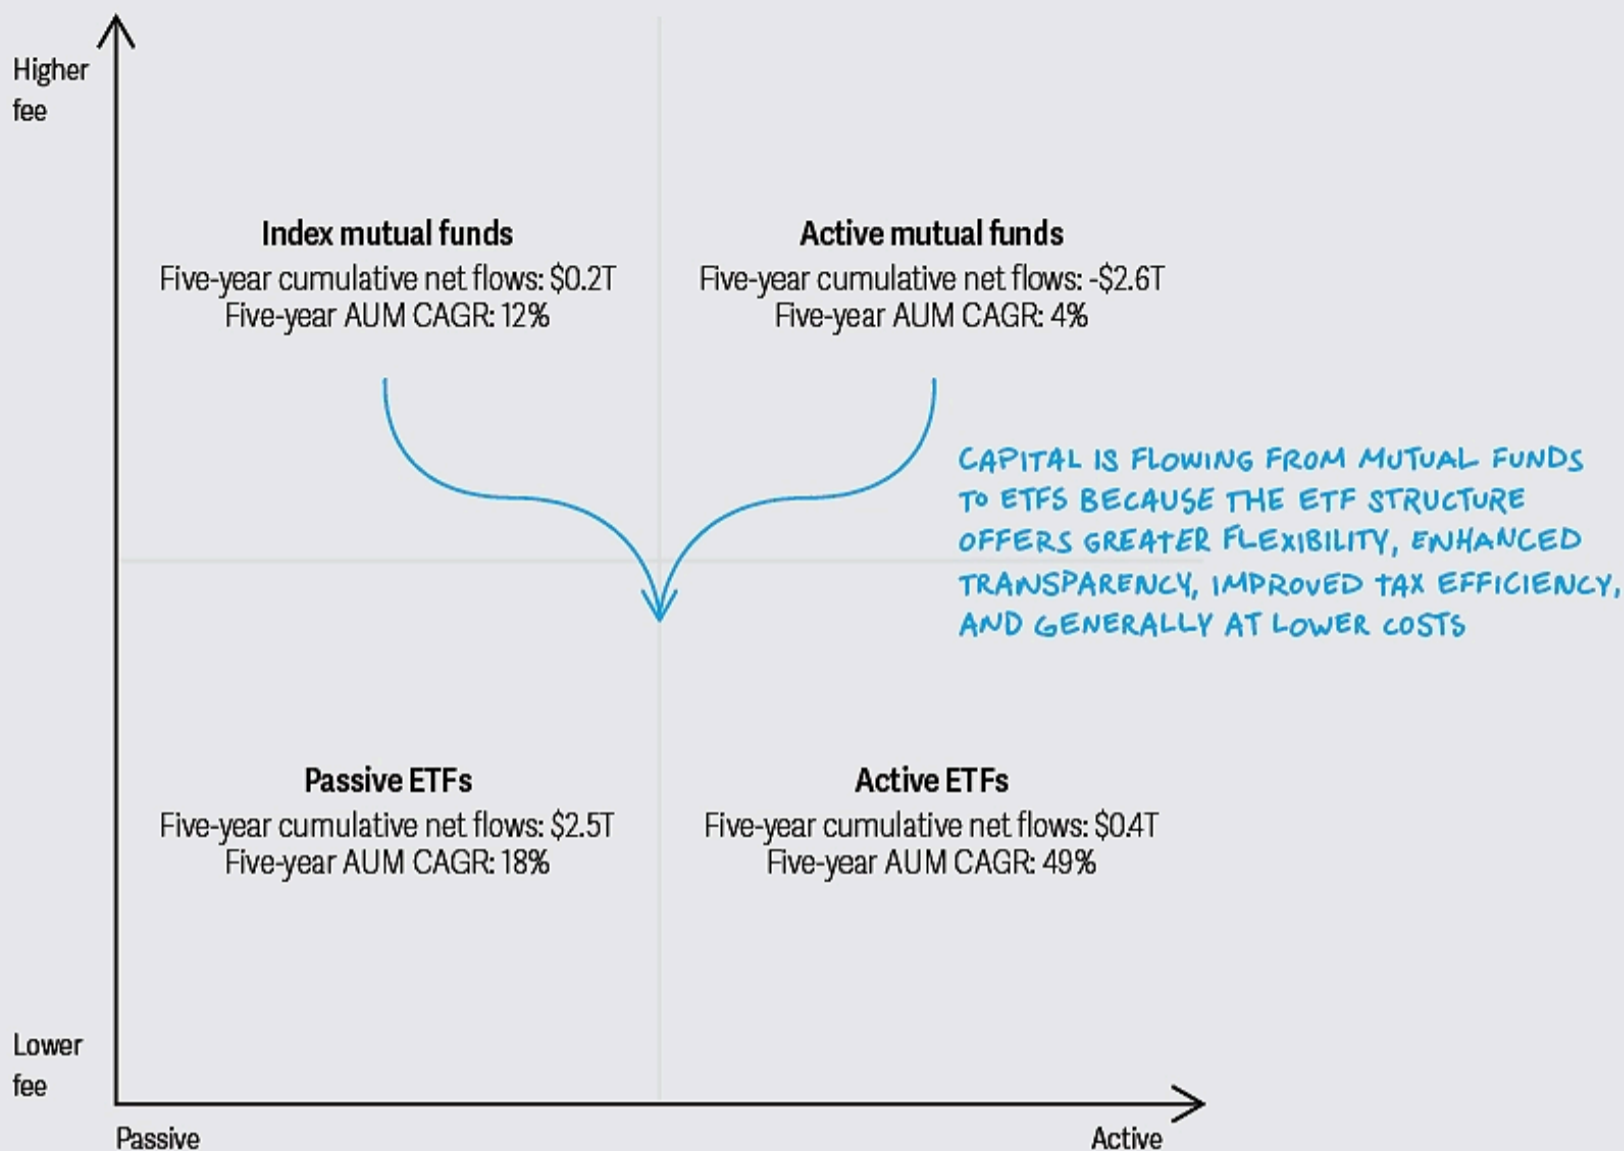 Higher
fee
Index mutual funds
Five-year cumulative net flows: $0.2T
Five-year AUM CAGR: 12%
Active mutual funds
Five-year cumulative net flows: -$2.6T
Five-year AUM CAGR: 4%
CAPITAL IS FLOWING FROM MUTUAL FUNDS
TO ETFS BECAUSE THE ETF STRUCTURE
OFFERS GREATER FLEXIBILITY, ENHANCED
TRANSPARENCY, IMPROVED TAX EFFICIENCY,
AND GENERALLY AT LOWER COSTS
Passive ETFs
Five-year cumulative net flows: $2.5T
Five-year AUM CAGR: 18%
Active ETFs
Five-year cumulative net flows: $0.4T
Five-year AUM CAGR: 49%
Lower
fee
Passive
Active